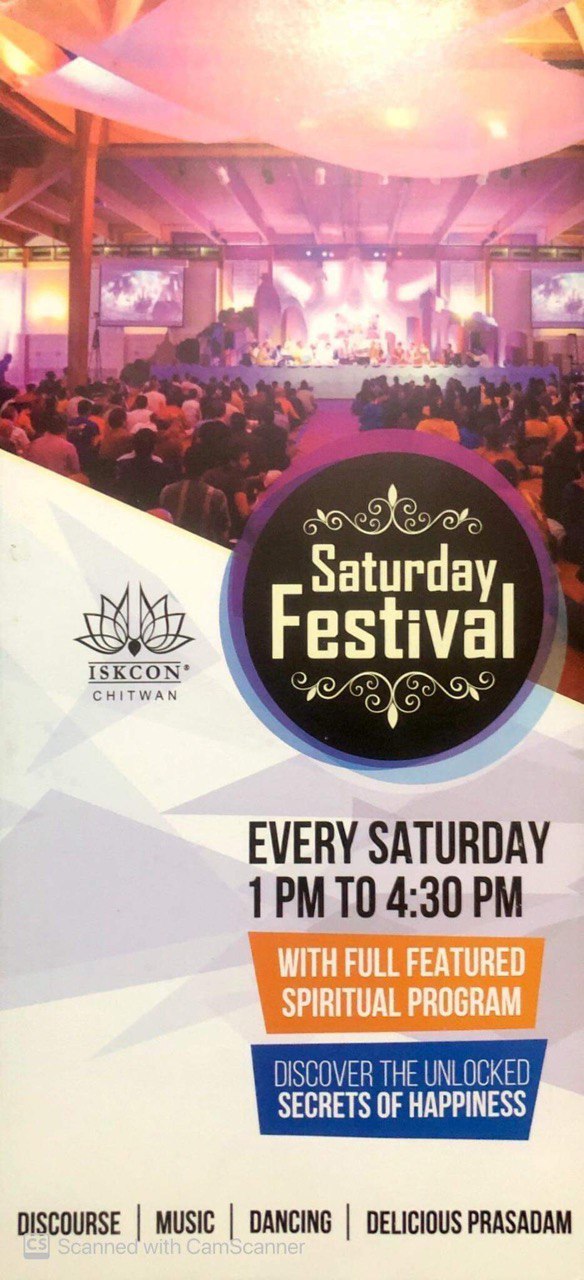 Saturday
Festival
ISKCON®
CHITWAN
EVERY SATURDAY
1 PM TO 4:30 PM
WITH FULL FEATURED
SPIRITUAL PROGRAM
DISCOVER THE UNLOCKED
SECRETS OF HAPPINESS
DISCOURSE | MUSIC | DANCING | DELICIOUS PRASADAM
CS Scanned with CamScanner